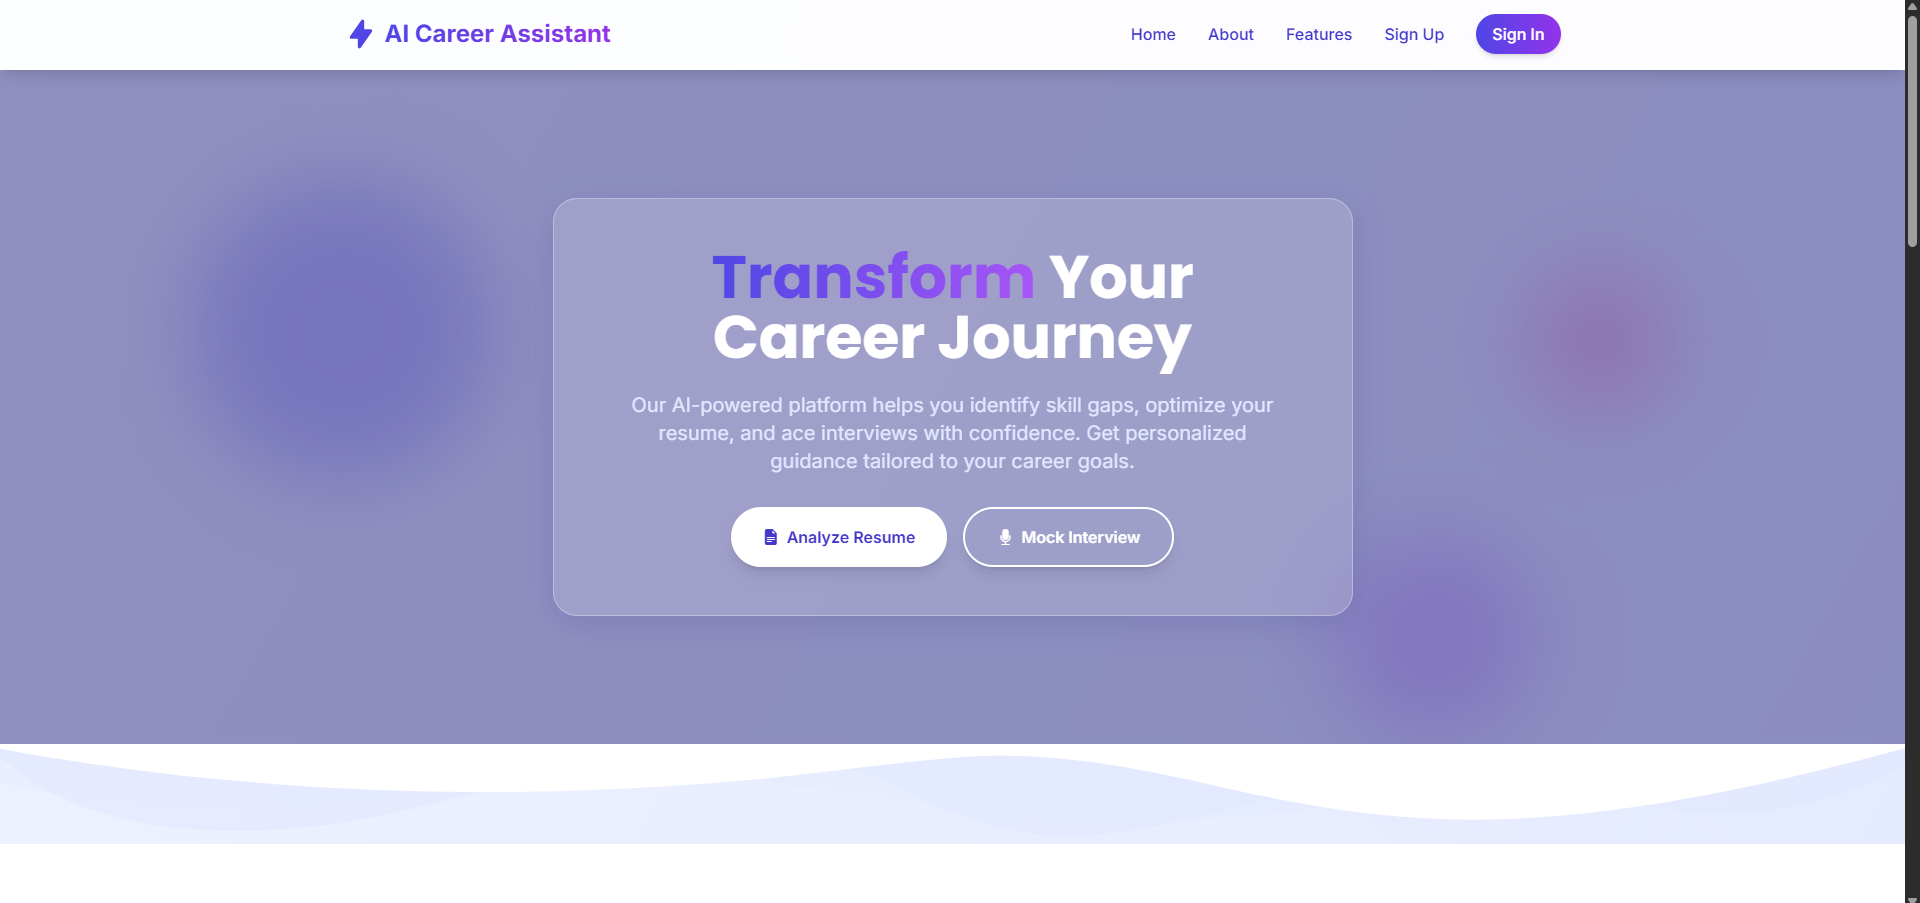 AI Career Assistant
Home
About
Features
Sign Up
Sign In
Transform Your
Career Journey
Our AI-powered platform helps you identify skill gaps, optimize your
resume, and ace interviews with confidence. Get personalized
guidance tailored to your career goals.
Analyze Resume
Mock Interview